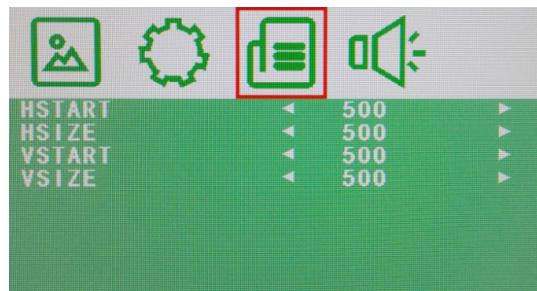 HSTART ◄ 500 ►
HSIZE ◄ 500 ►
VSTART ◄ 500 ►
VSIZE ◄ 500 ►